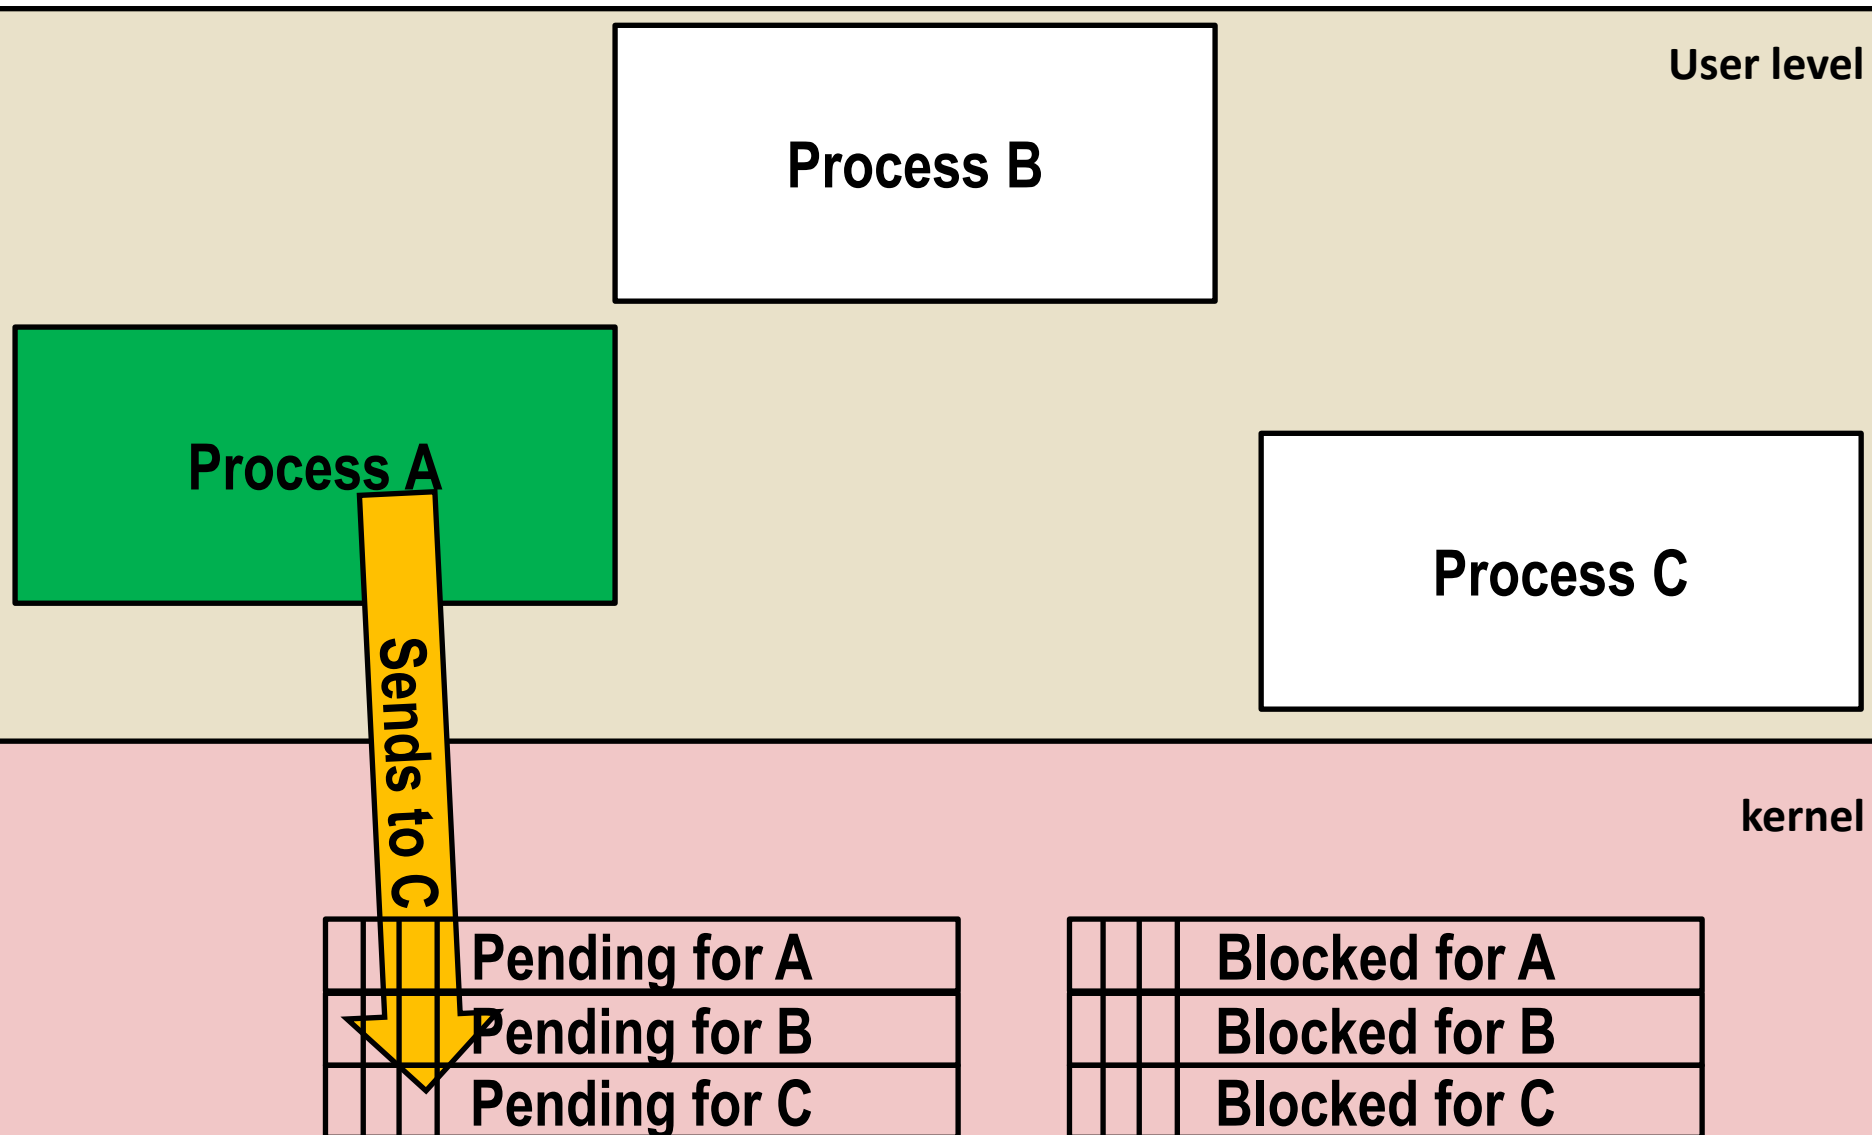 User level
Process B
Process A
Process C
Sends to C
kernel
Pending for A
Blocked for A
Pending for B
Blocked for B
Pending for C
Blocked for C